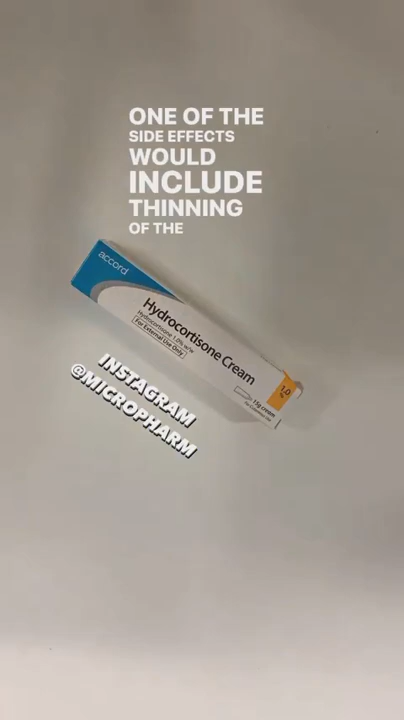 ONE OF THE
SIDE EFFECTS
WOULD
INCLUDE
THINNING
OF THE
accord
Hydrocortisone Cream
Hydrocortisone 1.0% w/w
For External Use Only
1.0
%
15g cream
INSTAGRAM
@MICROPHARM